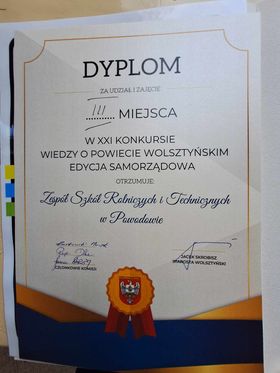 DYPLOM
ZA UDZIAŁ I ZAJĘCIE
III MIEJSCA
W XXI KONKURSIE
WIEDZY O POWIECIE WOLSZTYŃSKIM
EDYCJA SAMORZĄDOWA
OTRZYMUJE:
Zespół Szkół Rolniczych i Technicznych
w Powodowie
CZŁONKOWIE KOMISJI
JACEK SKROBISZ
STAROSTA WOLSZTYŃSKI